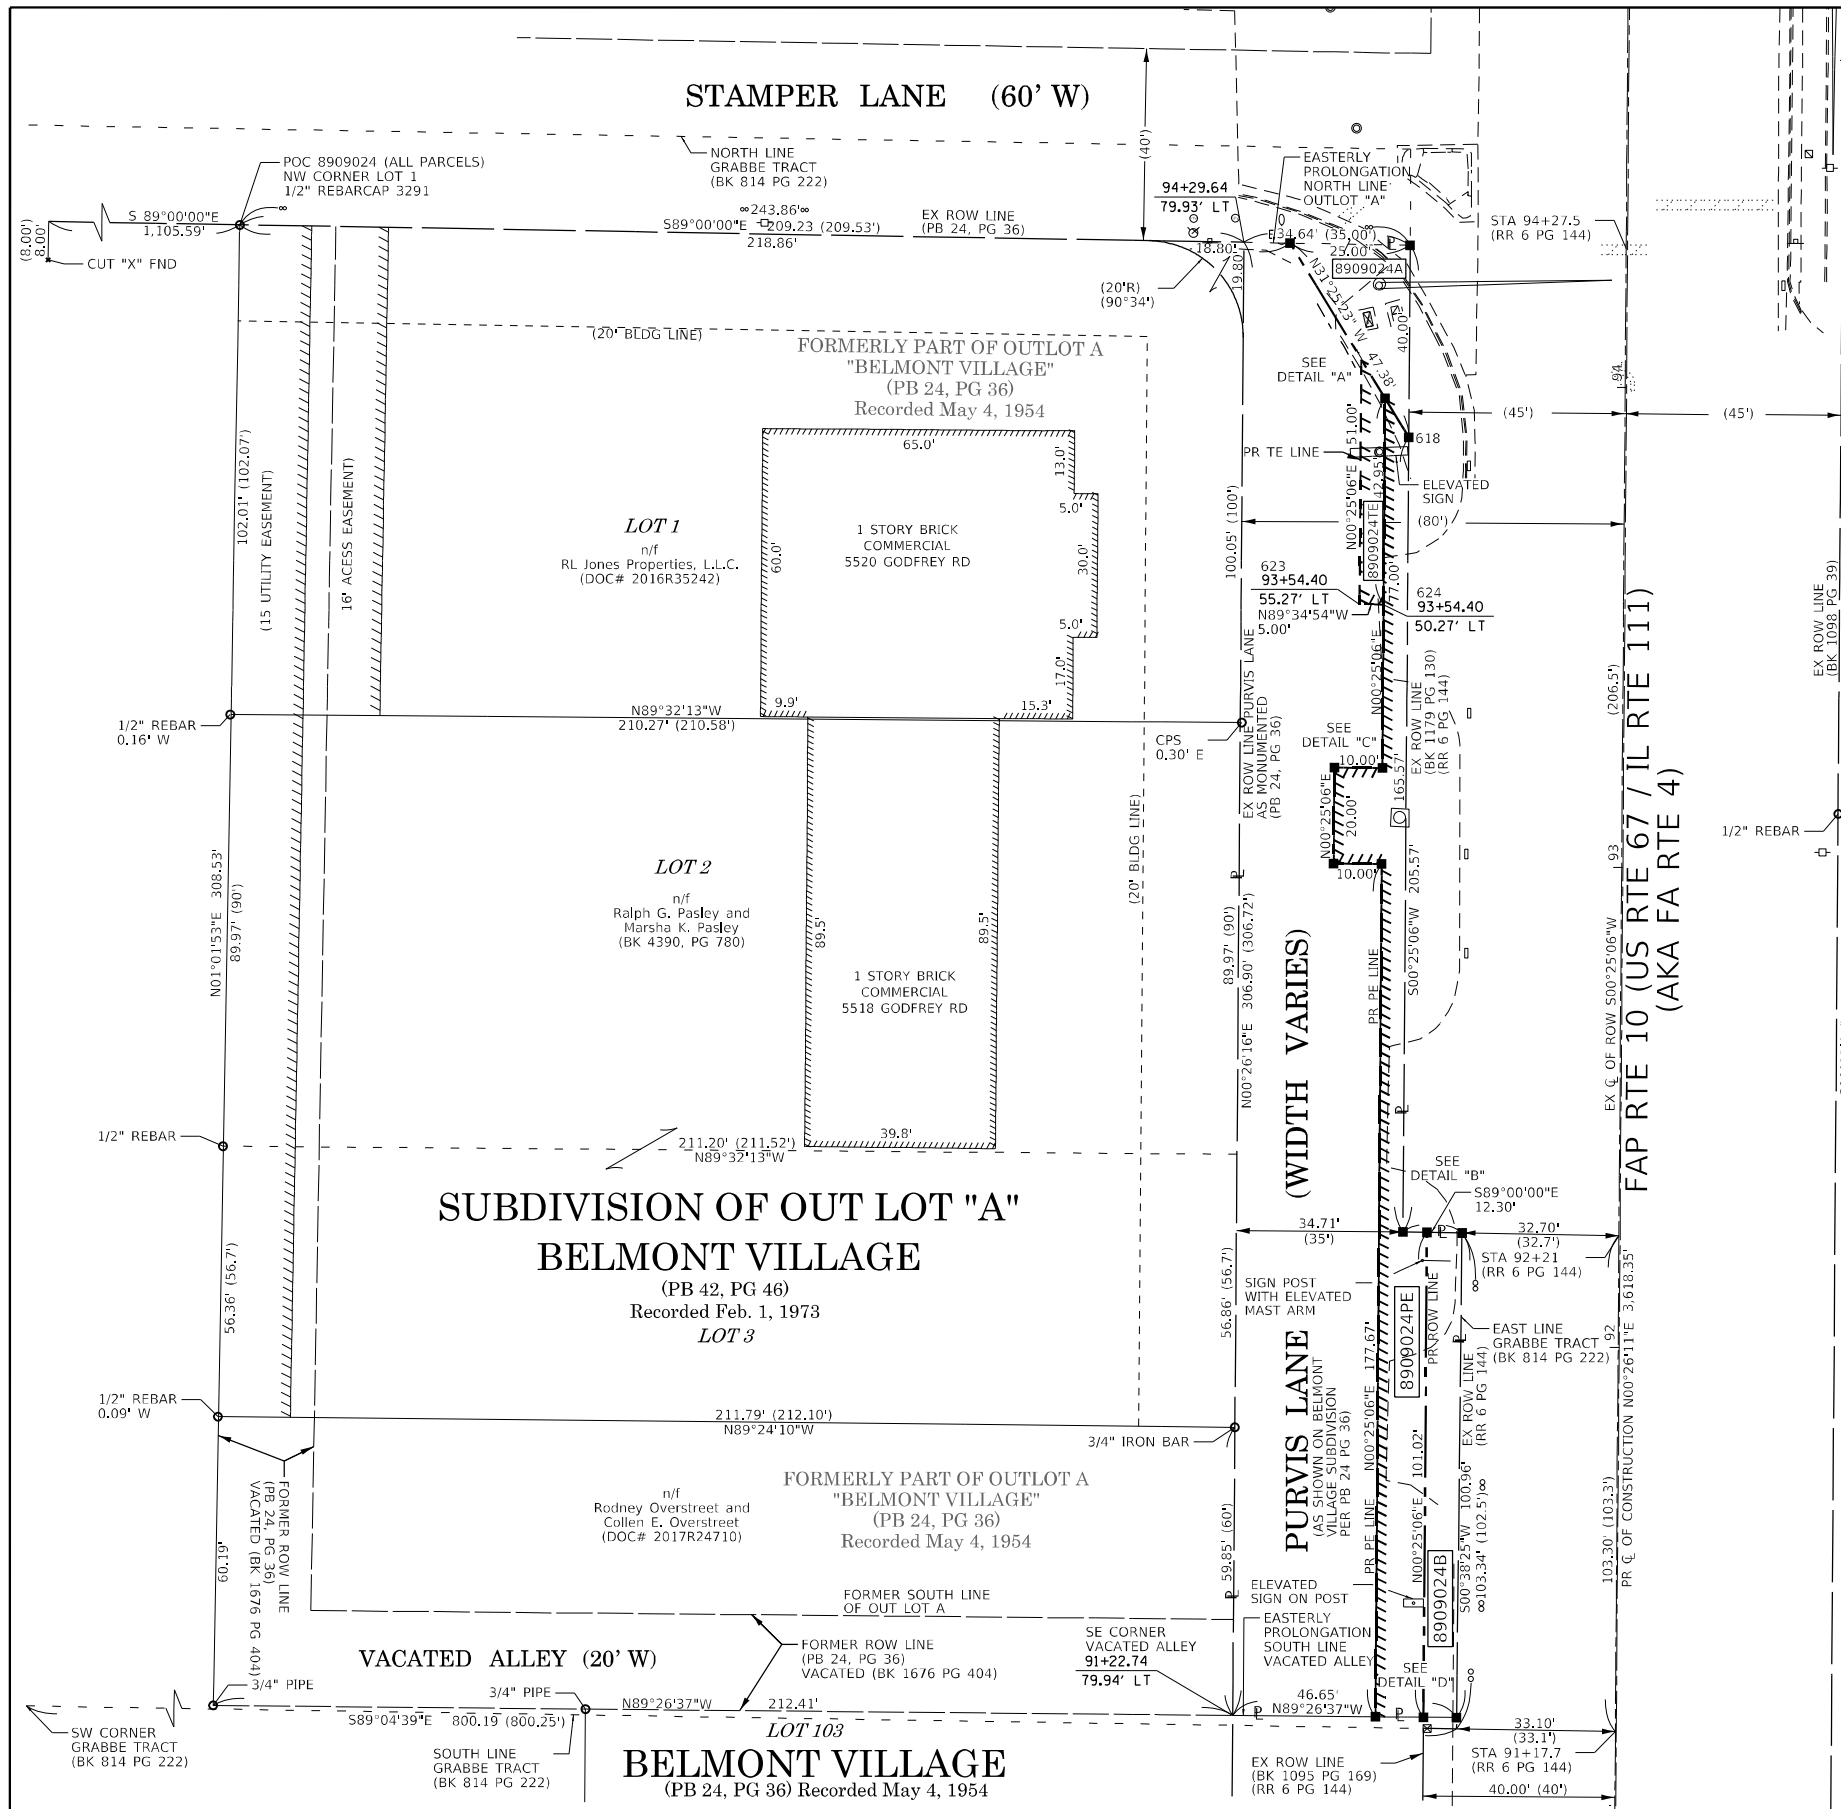 STAMPER LANE (60' W)
(40')
NORTH LINE
GRABBE TRACT
(BK 814 PG 222)
POC 8909024 (ALL PARCELS)
NW CORNER LOT 1
1/2" REBARCAP 3291
S 89°00'00"E
1,105.59'
(8.00')
8.00'
CUT "X" FND
∞243.86'∞
S89°00'00"E 209.23 (209.53')
218.86'
EX ROW LINE
(PB 24, PG 36)
94+29.64
79.93' LT
EASTERLY
PROLONGATION
NORTH LINE
OUTLOT "A"
STA 94+27.5
(RR 6 PG 144)
34.64' (35.00')
18.80'
25.00'
8909024A
19.80'
(20'R)
(90°34')
N31°25'23" W 47.38'
40.00'
(20' BLDG LINE)
FORMERLY PART OF OUTLOT A
"BELMONT VILLAGE"
(PB 24, PG 36)
Recorded May 4, 1954
SEE
DETAIL "A"
94
(45')
(45')
618
65.0'
13.0'
5.0'
PR TE LINE
N00°25'06"E 51.00'
42.95'
ELEVATED
SIGN
(80')
102.01' (102.07')
(15 UTILITY EASEMENT)
16' ACESS EASEMENT)
LOT 1
n/f
RL Jones Properties, L.L.C.
(DOC# 2016R35242)
60.0'
1 STORY BRICK
COMMERCIAL
5520 GODFREY RD
30.0'
100.05' (100')
8909024TE
623
93+54.40
55.27' LT
N89°34'54"W
5.00'
77.00'
624
93+54.40
50.27' LT
5.0'
17.0'
EX ROW LINE
(BK 1098 PG 39)
EX ROW LINE PURVIS LANE
AS MONUMENTED
(PB 24, PG 36)
N00°25'06"E
EX ROW LINE
(BK 1179 PG 130)
(RR 6 PG 144)
(206.5')
9.9'
15.3'
N89°32'13"W
210.27' (210.58')
1/2" REBAR
0.16' W
CPS
0.30' E
SEE
DETAIL "C"
10.00'
165.57'
N00°25'06"E
20.00'
10.00'
FAP RTE 10 (US RTE 67 / IL RTE 111)
(AKA FA RTE 4)
1/2" REBAR
93
(20' BLDG LINE)
LOT 2
n/f
Ralph G. Pasley and
Marsha K. Pasley
(BK 4390, PG 780)
N01°01'53"E 308.53'
89.97' (90')
89.5'
89.5'
1 STORY BRICK
COMMERCIAL
5518 GODFREY RD
89.97' (90')
N00°26'16"E 306.90' (306.72')
PR PE LINE
S00°25'06"W 205.57'
EX ℄ OF ROW S00°25'06"W
39.8'
1/2" REBAR
211.20' (211.52')
N89°32'13"W
SUBDIVISION OF OUT LOT "A"
BELMONT VILLAGE
(PB 42, PG 46)
Recorded Feb. 1, 1973
LOT 3
PURVIS LANE (WIDTH VARIES)
(AS SHOWN ON BELMONT
VILLAGE SUBDIVISION
PER PB 24 PG 36)
SEE
DETAIL "B"
S89°00'00"E
12.30'
34.71'
(35')
32.70'
(32.7')
STA 92+21
(RR 6 PG 144)
56.36' (56.7')
56.86' (56.7')
SIGN POST
WITH ELEVATED
MAST ARM
8909024PE
PR ROW LINE
EAST LINE
GRABBE TRACT
(BK 814 PG 222)
92
EX ROW LINE
(RR 6 PG 144)
N00°25'06"E 177.67'
PR ℄ OF CONSTRUCTION N00°26'11"E 3,618.35'
1/2" REBAR
0.09' W
211.79' (212.10')
N89°24'10"W
3/4" IRON BAR
FORMERLY PART OF OUTLOT A
"BELMONT VILLAGE"
(PB 24, PG 36)
Recorded May 4, 1954
n/f
Rodney Overstreet and
Collen E. Overstreet
(DOC# 2017R24710)
FORMER ROW LINE
(PB 24, PG 36)
VACATED (BK 1676 PG 404)
60.19'
59.85' (60')
PR PE LINE
N00°25'06"E 101.02'
8909024B
S00°38'25"W 100.96'
∞103.34' (102.5')∞
103.30' (103.3')
FORMER SOUTH LINE
OF OUT LOT A
ELEVATED
SIGN ON POST
EASTERLY
PROLONGATION
SOUTH LINE
VACATED ALLEY
SE CORNER
VACATED ALLEY
91+22.74
79.94' LT
VACATED ALLEY (20' W)
FORMER ROW LINE
(PB 24, PG 36)
VACATED (BK 1676 PG 404)
SEE
DETAIL "D"
3/4" PIPE
3/4" PIPE
N89°26'37"W 212.41'
46.65'
N89°26'37"W
S89°04'39"E 800.19 (800.25')
SW CORNER
GRABBE TRACT
(BK 814 PG 222)
SOUTH LINE
GRABBE TRACT
(BK 814 PG 222)
LOT 103
BELMONT VILLAGE
(PB 24, PG 36) Recorded May 4, 1954
EX ROW LINE
(BK 1095 PG 169)
(RR 6 PG 144)
33.10'
(33.1')
STA 91+17.7
(RR 6 PG 144)
40.00' (40')